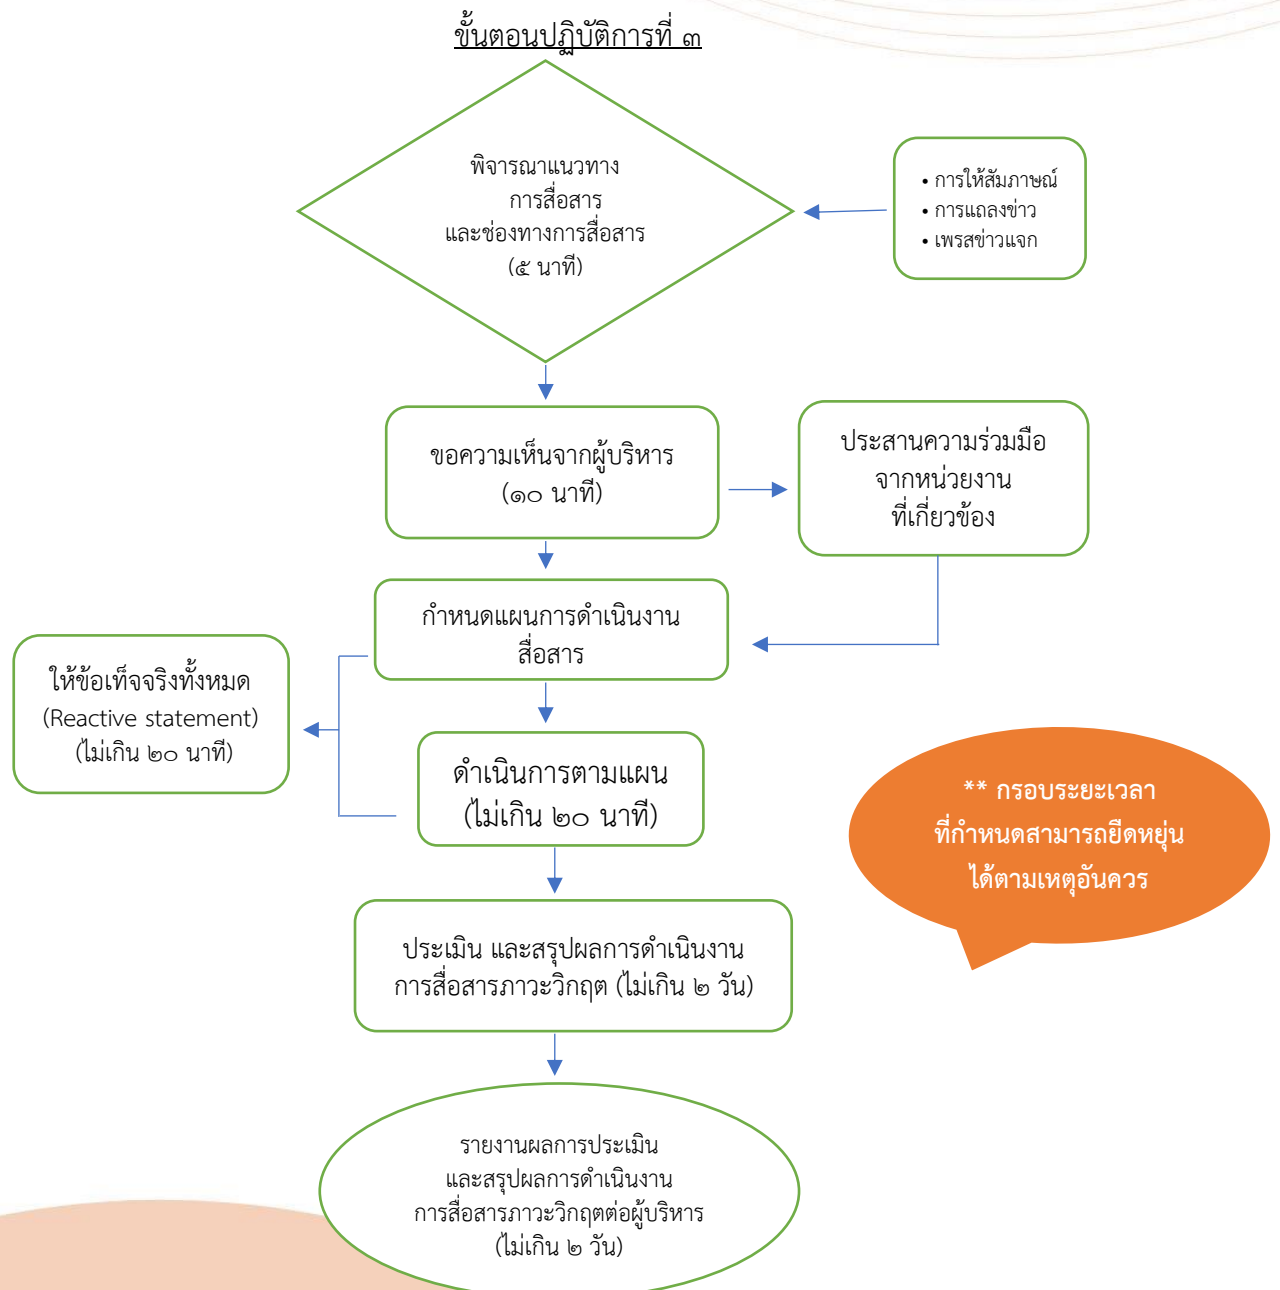 ขั้นตอนปฏิบัติการที่ ๓
พิจารณาแนวทาง
การสื่อสาร
และช่องทางการสื่อสาร
(๕ นาที)
• การให้สัมภาษณ์
• การแถลงข่าว
• เพรสข่าวแจก
ขอความเห็นจากผู้บริหาร
(๑๐ นาที)
ประสานความร่วมมือ
จากหน่วยงาน
ที่เกี่ยวข้อง
กำหนดแผนการดำเนินงาน
สื่อสาร
ให้ข้อเท็จจริงทั้งหมด
(Reactive statement)
(ไม่เกิน ๒๐ นาที)
ดำเนินการตามแผน
(ไม่เกิน ๒๐ นาที)
** กรอบระยะเวลา
ที่กำหนดสามารถยืดหยุ่น
ได้ตามเหตุอันควร
ประเมิน และสรุปผลการดำเนินงาน
การสื่อสารภาวะวิกฤต (ไม่เกิน ๒ วัน)
รายงานผลการประเมิน
และสรุปผลการดำเนินงาน
การสื่อสารภาวะวิกฤตต่อผู้บริหาร
(ไม่เกิน ๒ วัน)